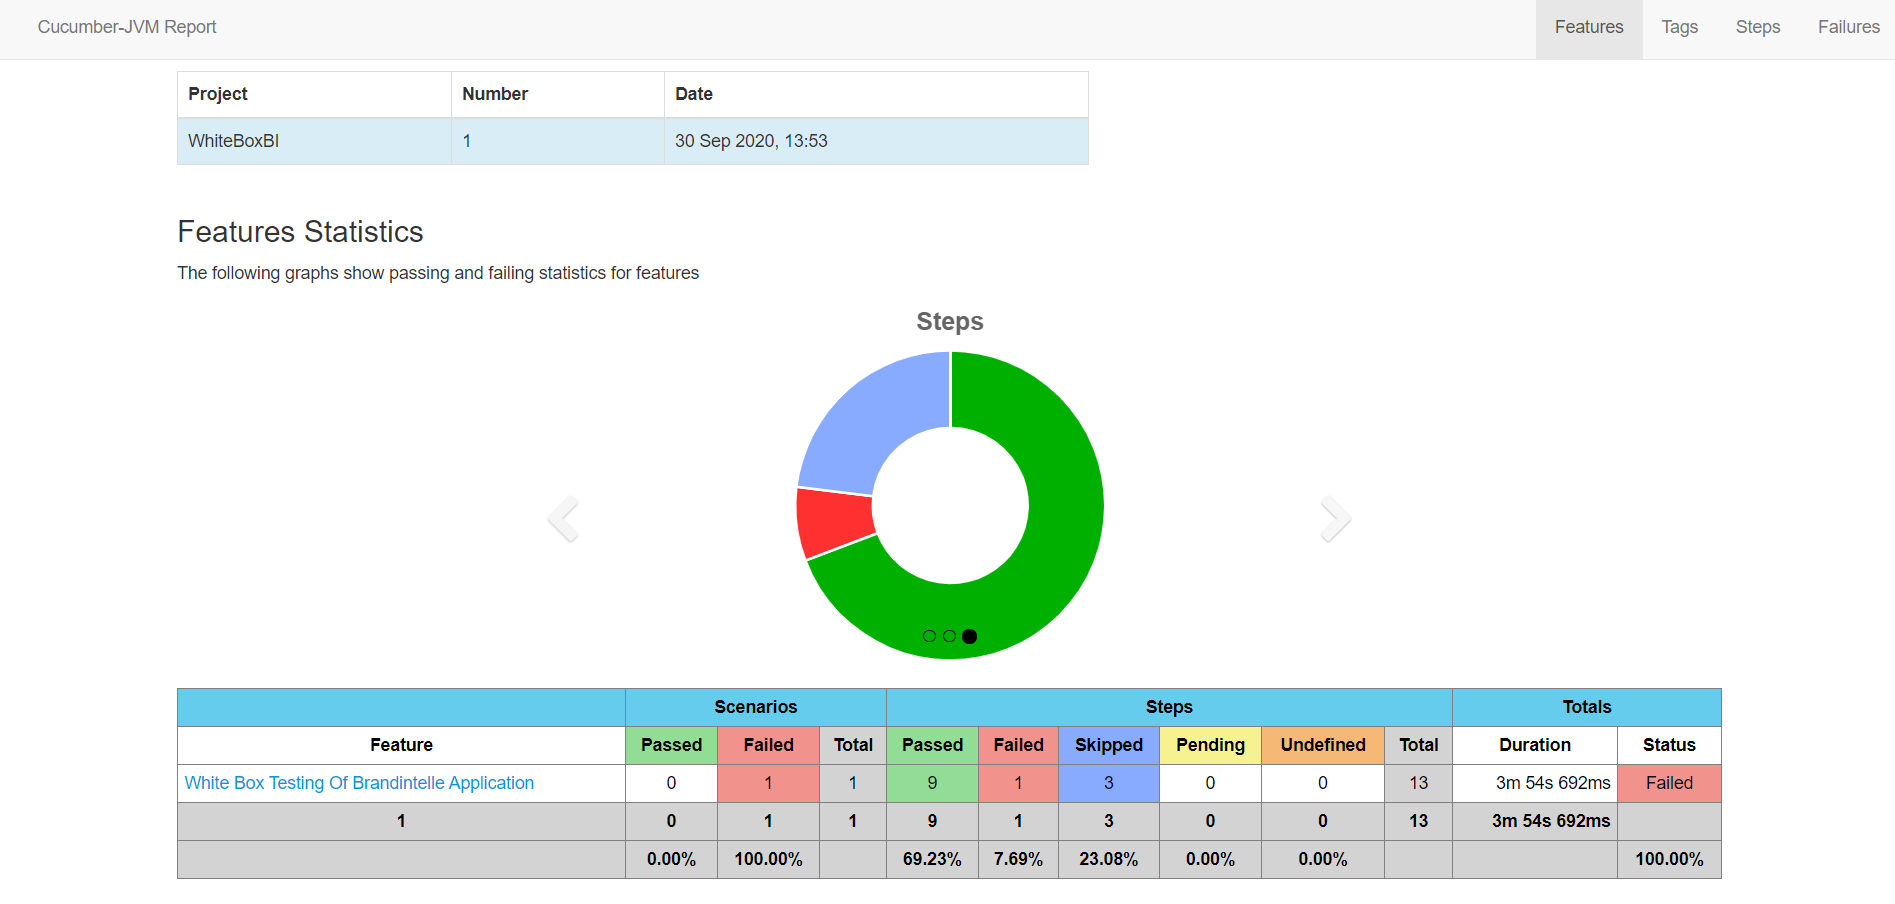 Cucumber-JVM Report Features Tags Steps Failures
Project Number Date
WhiteBoxBI 1 30 Sep 2020, 13:53
Features Statistics
The following graphs show passing and failing statistics for features
Steps
Scenarios Steps Totals
Feature Passed Failed Total Passed Failed Skipped Pending Undefined Total Duration Status
White Box Testing Of Brandintelle Application 0 1 1 9 1 3 0 0 13 3m 54s 692ms Failed
1 0 1 1 9 1 3 0 0 13 3m 54s 692ms
0.00% 100.00% 69.23% 7.69% 23.08% 0.00% 0.00% 100.00%